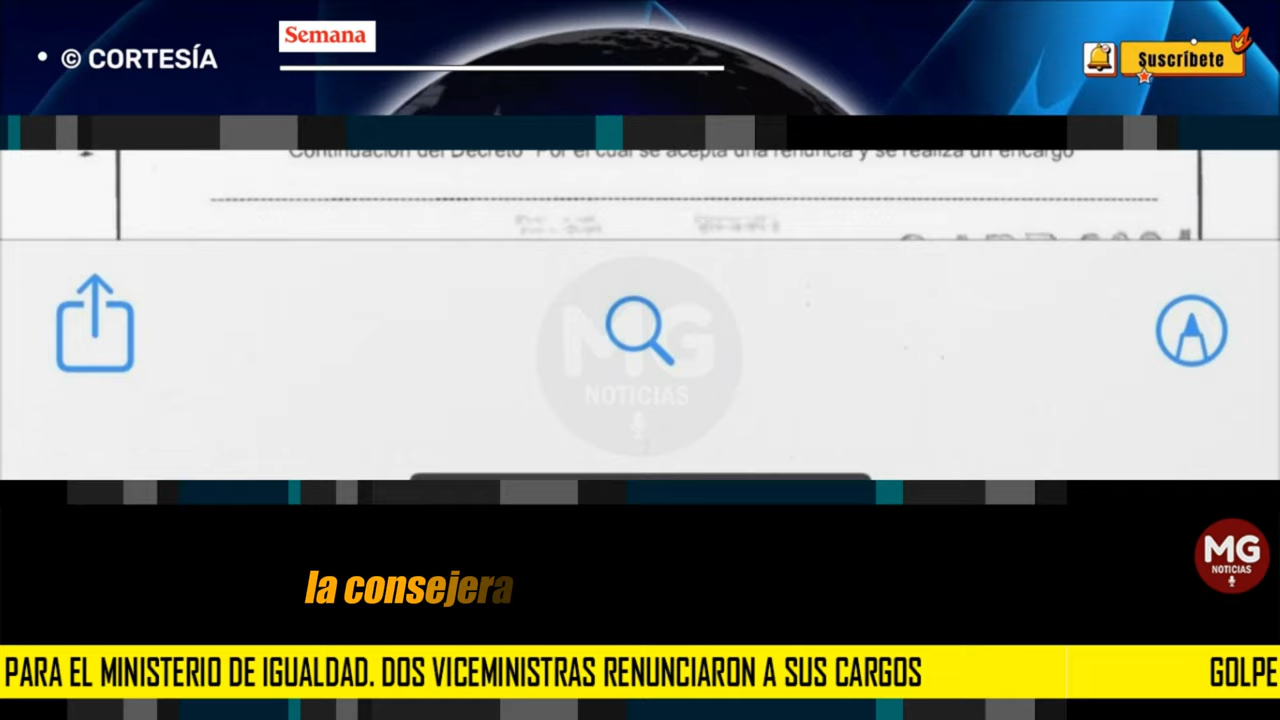 • © CORTESÍA
Semana
Suscríbete
Continuación del Decreto "Por el cual se acepta una renuncia y se realiza un encargo"
MG
NOTICIAS
MG
NOTICIAS
la consejera
PARA EL MINISTERIO DE IGUALDAD. DOS VICEMINISTRAS RENUNCIARON A SUS CARGOS
GOLPE